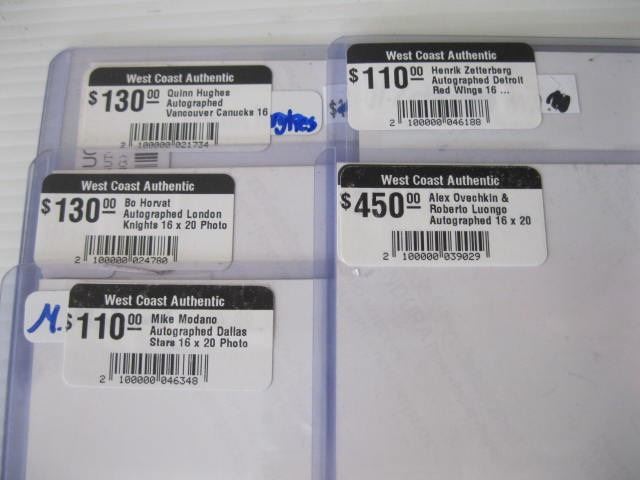 West Coast Authentic
$130.00 Quinn Hughes
Autographed
Vancouver Canucks 16
2 100000 021734
West Coast Authentic
$110.00 Henrik Zetterberg
Autographed Detroit
Red Wings 16 ...
2 100000 046188
West Coast Authentic
$130.00 Bo Horvat
Autographed London
Knights 16 x 20 Photo
2 100000 024780
West Coast Authentic
$450.00 Alex Ovechkin &
Roberto Luongo
Autographed 16 x 20
2 100000 039029
M.
West Coast Authentic
$110.00 Mike Modano
Autographed Dallas
Stars 16 x 20 Photo
2 100000 046348